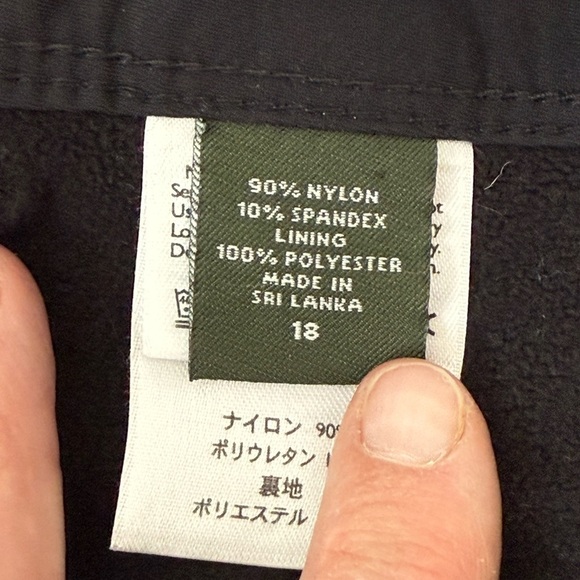 90% NYLON
10% SPANDEX
LINING
100% POLYESTER
MADE IN
SRI LANKA
18
ナイロン 90%
ポリウレタン
裏地
ポリエステル